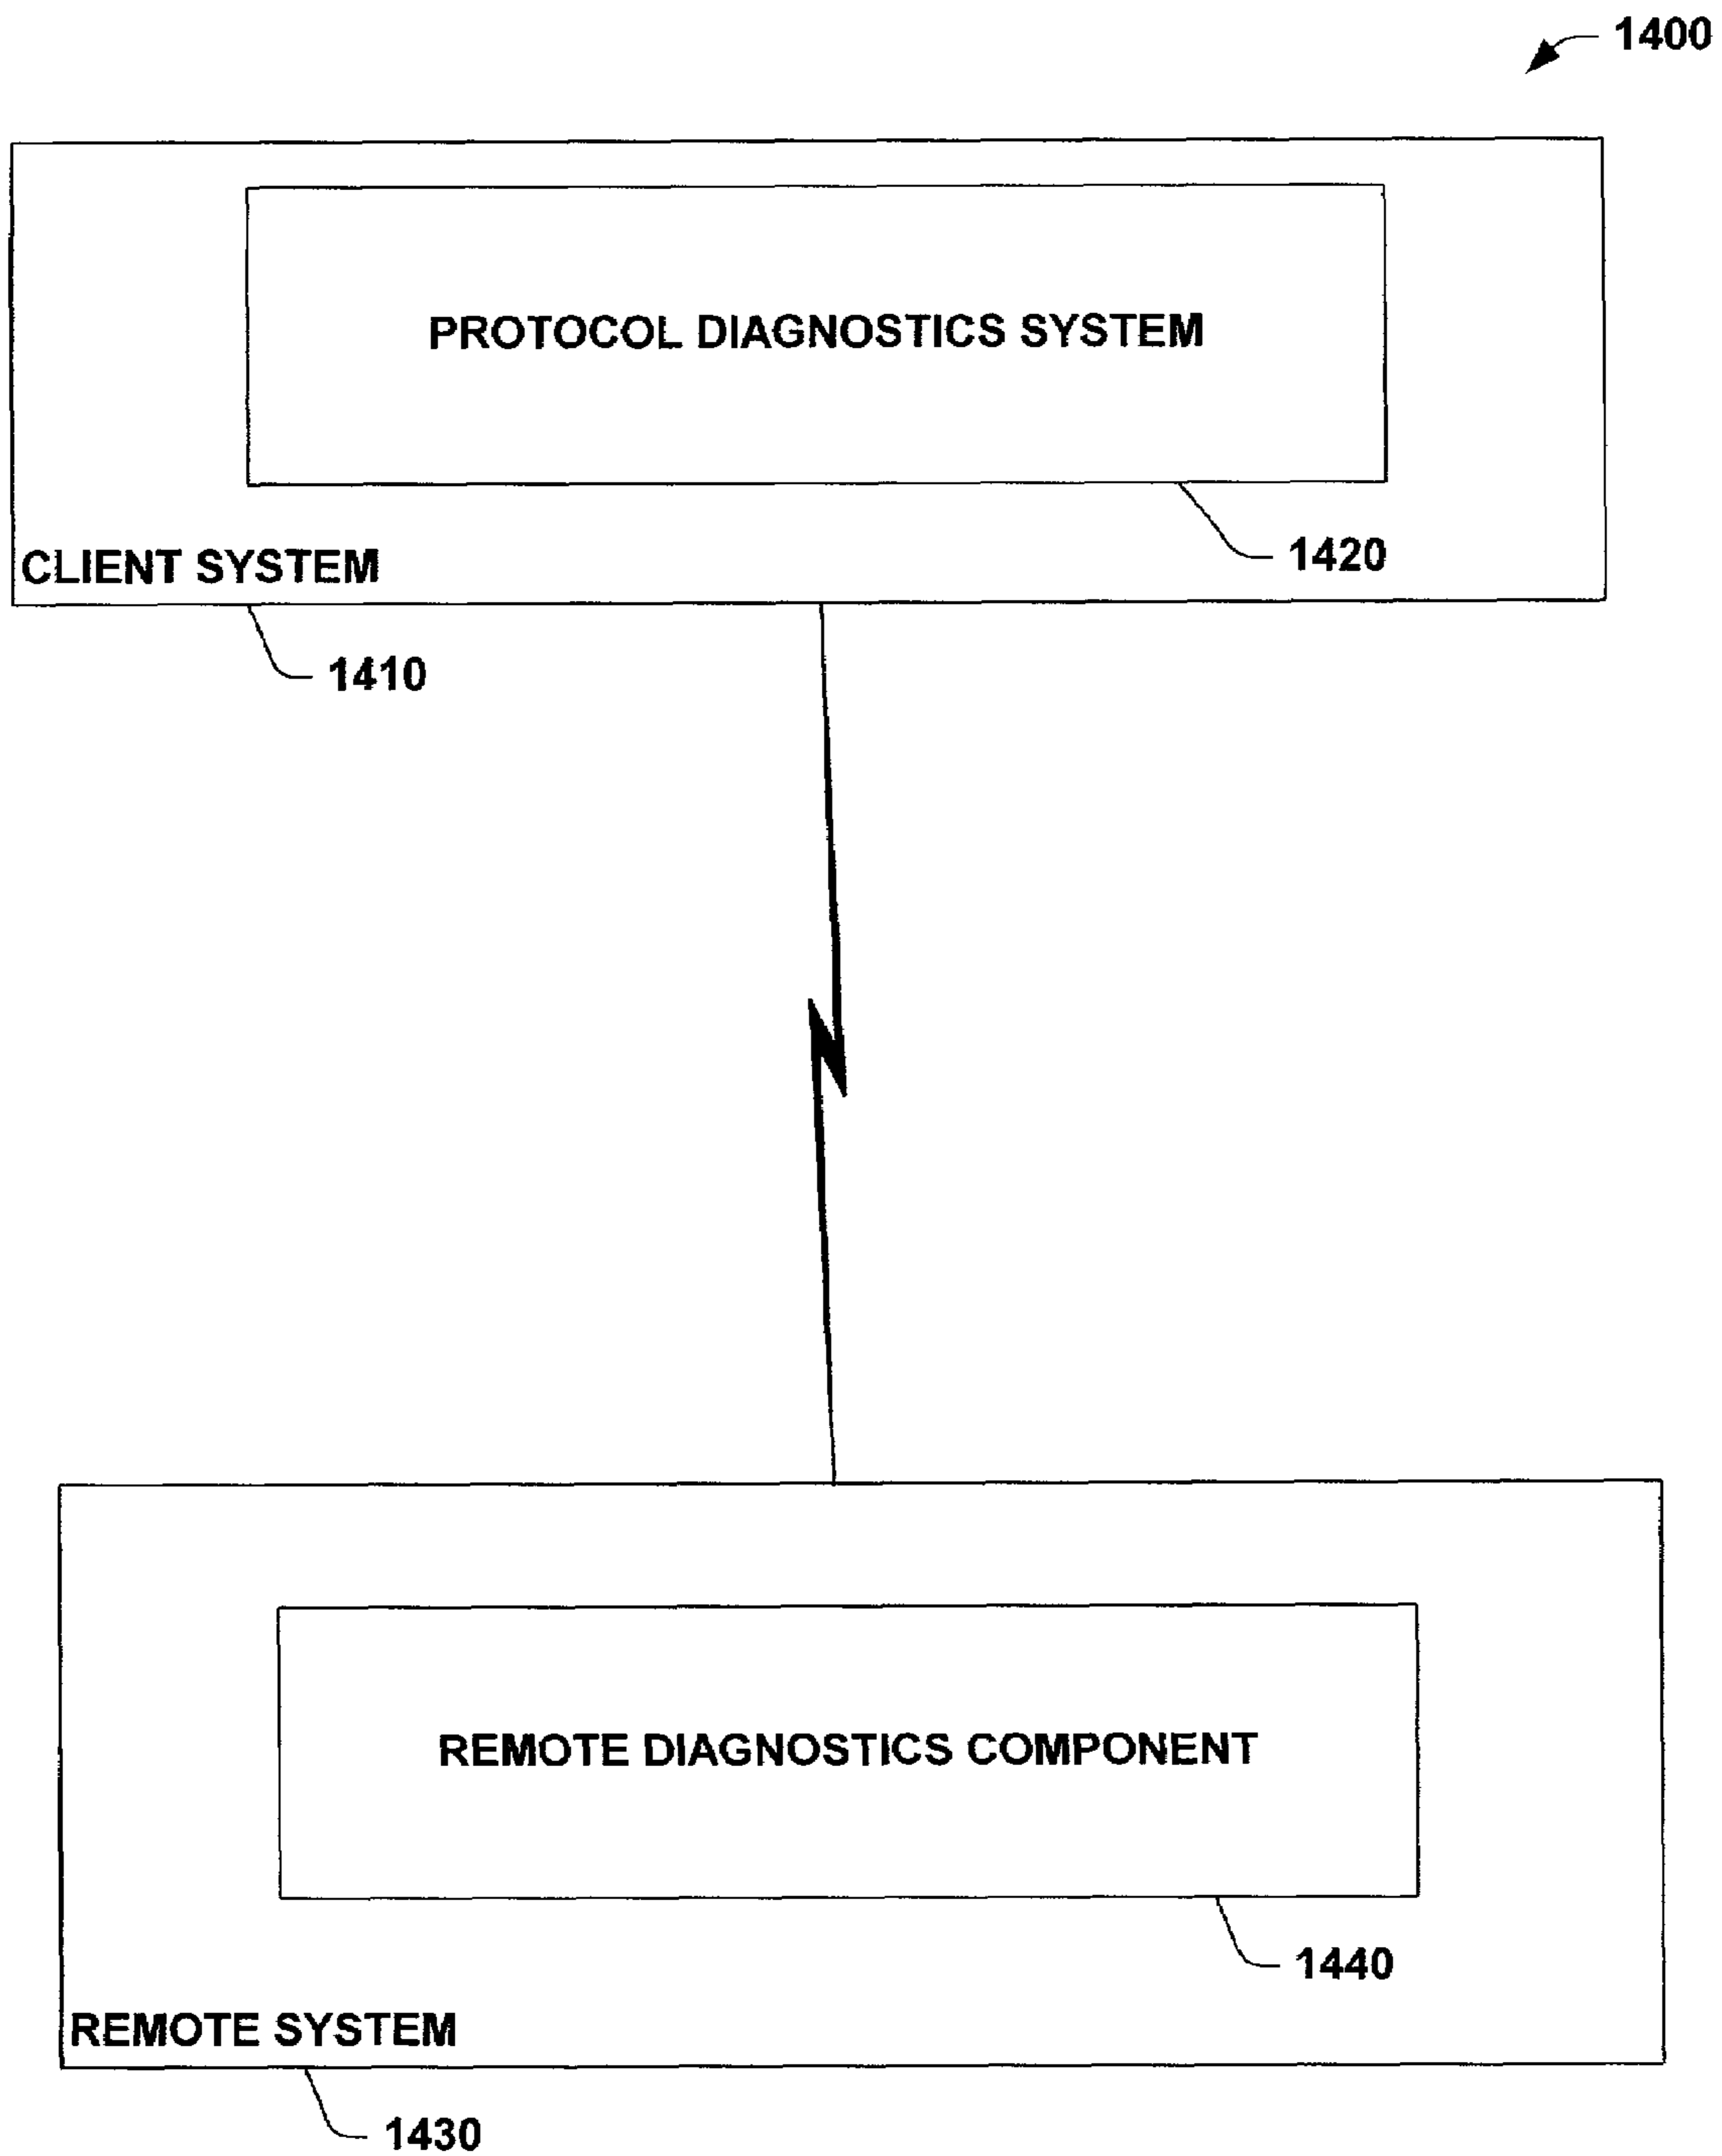 1400
PROTOCOL DIAGNOSTICS SYSTEM
1420
CLIENT SYSTEM
1410
REMOTE DIAGNOSTICS COMPONENT
1440
REMOTE SYSTEM
1430